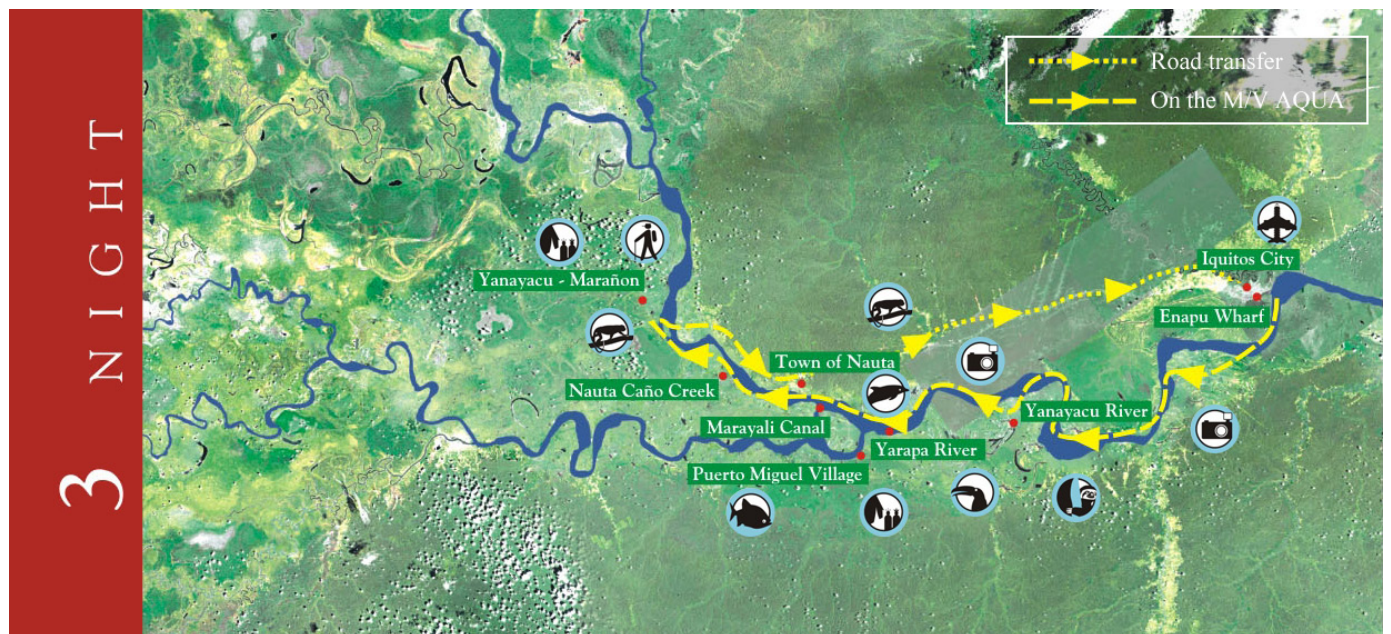 3 NIGHT
Road transfer
On the M/V AQUA
Iquitos City
Yanayacu - Marañon
Enapu Wharf
Town of Nauta
Nauta Caño Creek
Yanayacu River
Marayali Canal
Yarapa River
Puerto Miguel Village